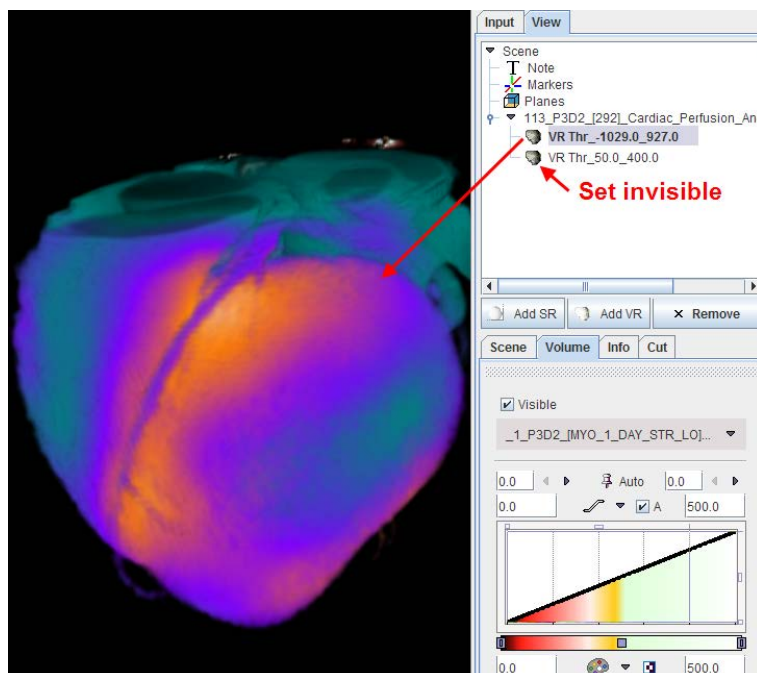 Input View
Scene
Note
Markers
Planes
113_P3D2_[292]_Cardiac_Perfusion_An
VR Thr_-1029.0_927.0
VR Thr_50.0_400.0
Set invisible
Add SR Add VR × Remove
Scene Volume Info Cut
Visible
_1_P3D2_[MYO_1_DAY_STR_LO]...
0.0 Auto 0.0
0.0 A 500.0
0.0 500.0